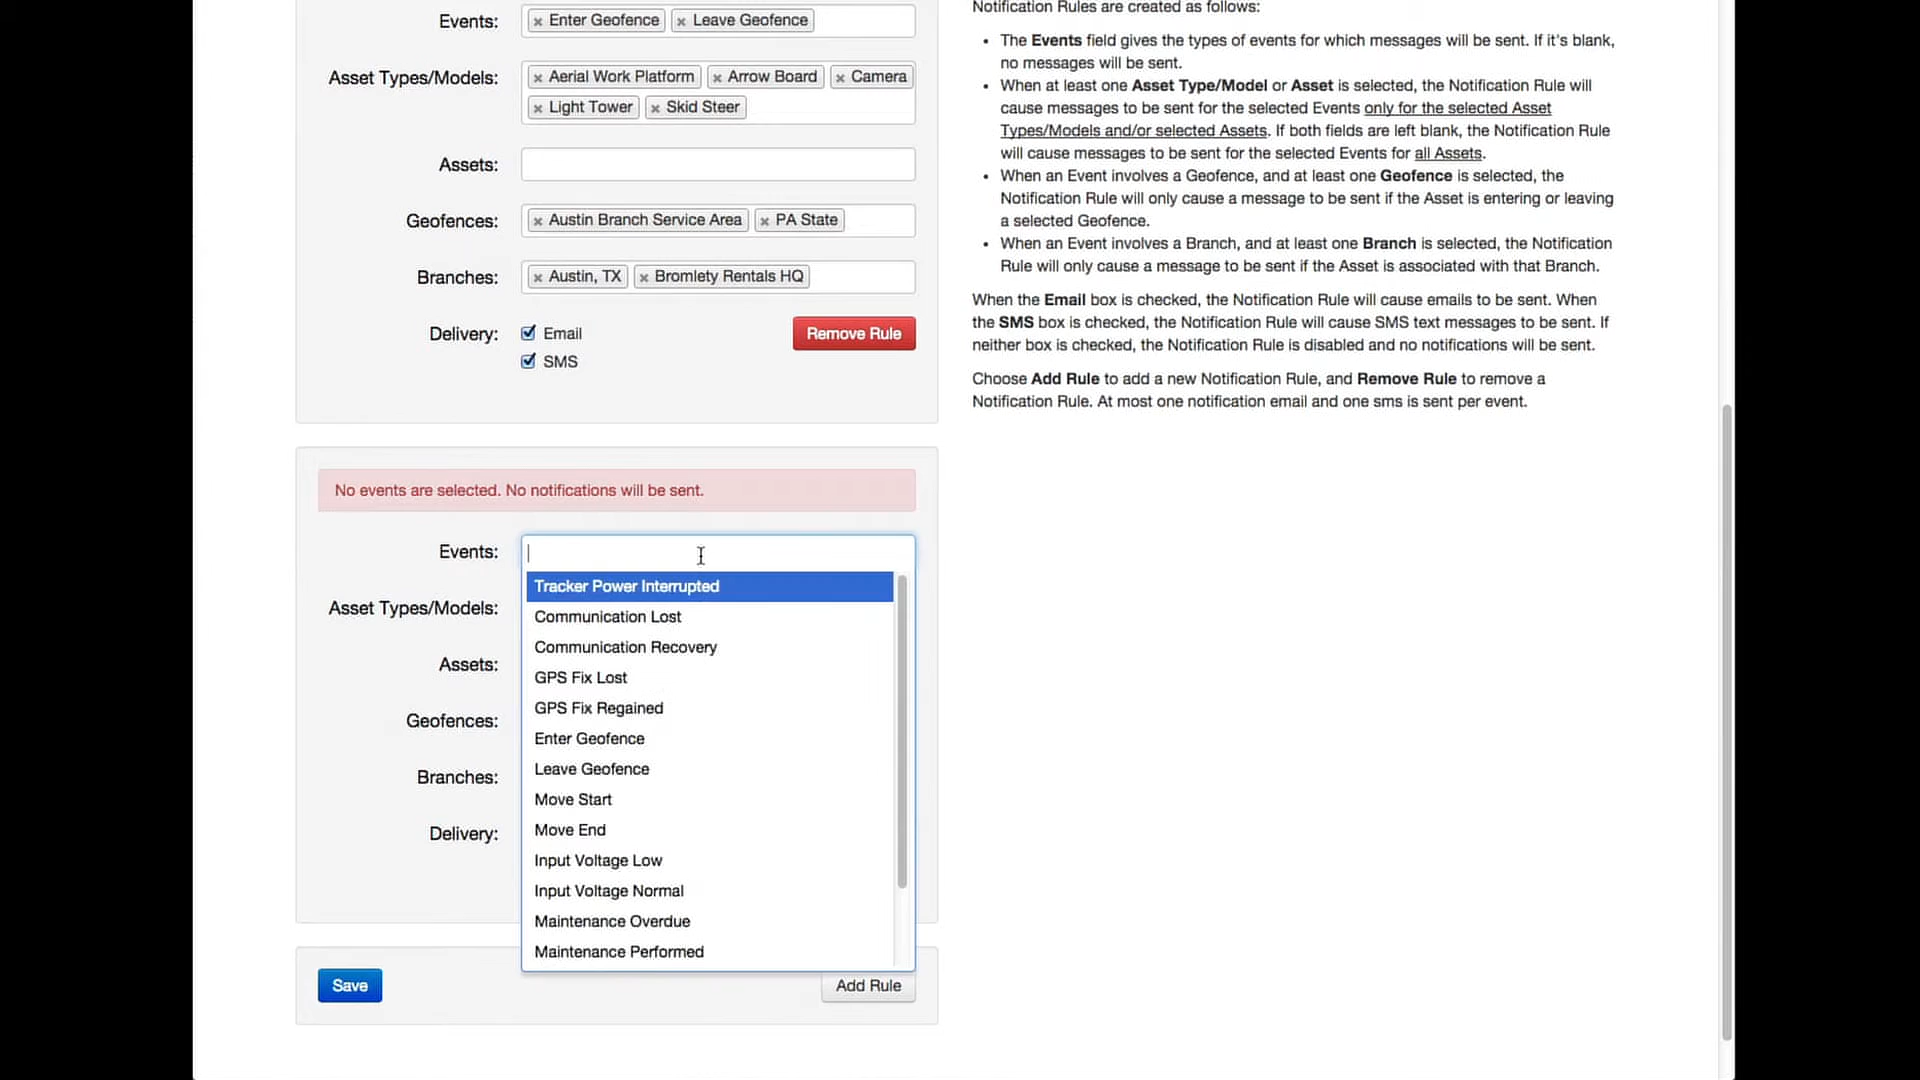 Events:
× Enter Geofence × Leave Geofence
Asset Types/Models:
× Aerial Work Platform × Arrow Board × Camera
× Light Tower × Skid Steer
Assets:
Geofences:
× Austin Branch Service Area × PA State
Branches:
× Austin, TX × Bromlety Rentals HQ
Delivery:
Email
SMS
Remove Rule
No events are selected. No notifications will be sent.
Events:
Asset Types/Models:
Assets:
Geofences:
Branches:
Delivery:
Tracker Power Interrupted
Communication Lost
Communication Recovery
GPS Fix Lost
GPS Fix Regained
Enter Geofence
Leave Geofence
Move Start
Move End
Input Voltage Low
Input Voltage Normal
Maintenance Overdue
Maintenance Performed
Save
Add Rule
Notification Rules are created as follows:
• The Events field gives the types of events for which messages will be sent. If it's blank,
no messages will be sent.
• When at least one Asset Type/Model or Asset is selected, the Notification Rule will
cause messages to be sent for the selected Events only for the selected Asset
Types/Models and/or selected Assets. If both fields are left blank, the Notification Rule
will cause messages to be sent for the selected Events for all Assets.
• When an Event involves a Geofence, and at least one Geofence is selected, the
Notification Rule will only cause a message to be sent if the Asset is entering or leaving
a selected Geofence.
• When an Event involves a Branch, and at least one Branch is selected, the Notification
Rule will only cause a message to be sent if the Asset is associated with that Branch.
When the Email box is checked, the Notification Rule will cause emails to be sent. When
the SMS box is checked, the Notification Rule will cause SMS text messages to be sent. If
neither box is checked, the Notification Rule is disabled and no notifications will be sent.
Choose Add Rule to add a new Notification Rule, and Remove Rule to remove a
Notification Rule. At most one notification email and one sms is sent per event.